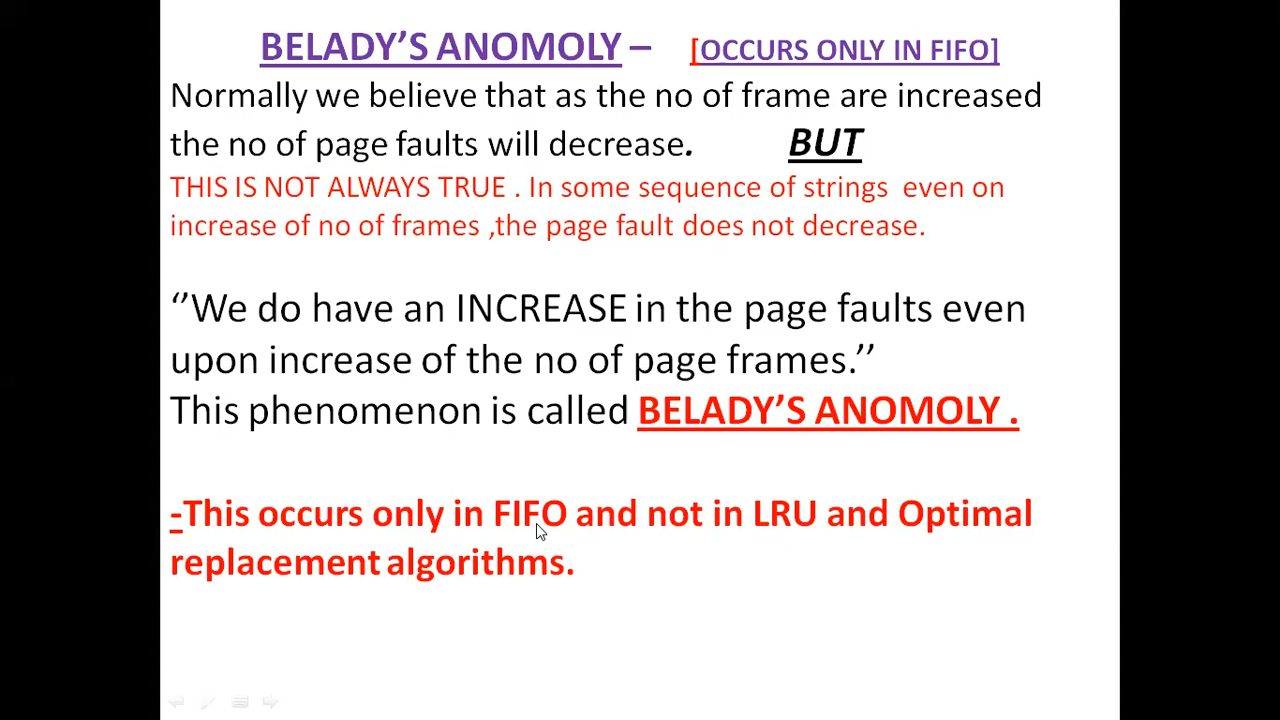 BELADY’S ANOMOLY – [OCCURS ONLY IN FIFO]
Normally we believe that as the no of frame are increased
the no of page faults will decrease. BUT
THIS IS NOT ALWAYS TRUE . In some sequence of strings even on
increase of no of frames ,the page fault does not decrease.
‘’We do have an INCREASE in the page faults even
upon increase of the no of page frames.’’
This phenomenon is called BELADY’S ANOMOLY .
-This occurs only in FIFO and not in LRU and Optimal
replacement algorithms.